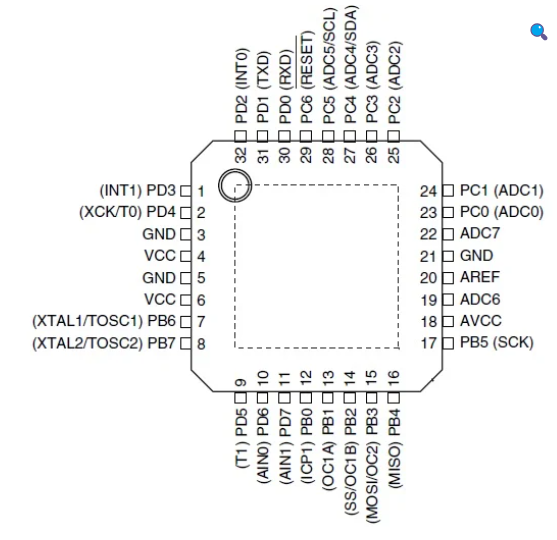 PD2 (INT0)
PD1 (TXD)
PD0 (RXD)
PC6 (RESET)
PC5 (ADC5/SCL)
PC4 (ADC4/SDA)
PC3 (ADC3)
PC2 (ADC2)
32
31
30
29
28
27
26
25
(INT1) PD3 1
(XCK/T0) PD4 2
GND 3
VCC 4
GND 5
VCC 6
(XTAL1/TOSC1) PB6 7
(XTAL2/TOSC2) PB7 8
24 PC1 (ADC1)
23 PC0 (ADC0)
22 ADC7
21 GND
20 AREF
19 ADC6
18 AVCC
17 PB5 (SCK)
9
10
11
12
13
14
15
16
(T1) PD5
(AIN0) PD6
(AIN1) PD7
(ICP1) PB0
(OC1A) PB1
(SS/OC1B) PB2
(MOSI/OC2) PB3
(MISO) PB4